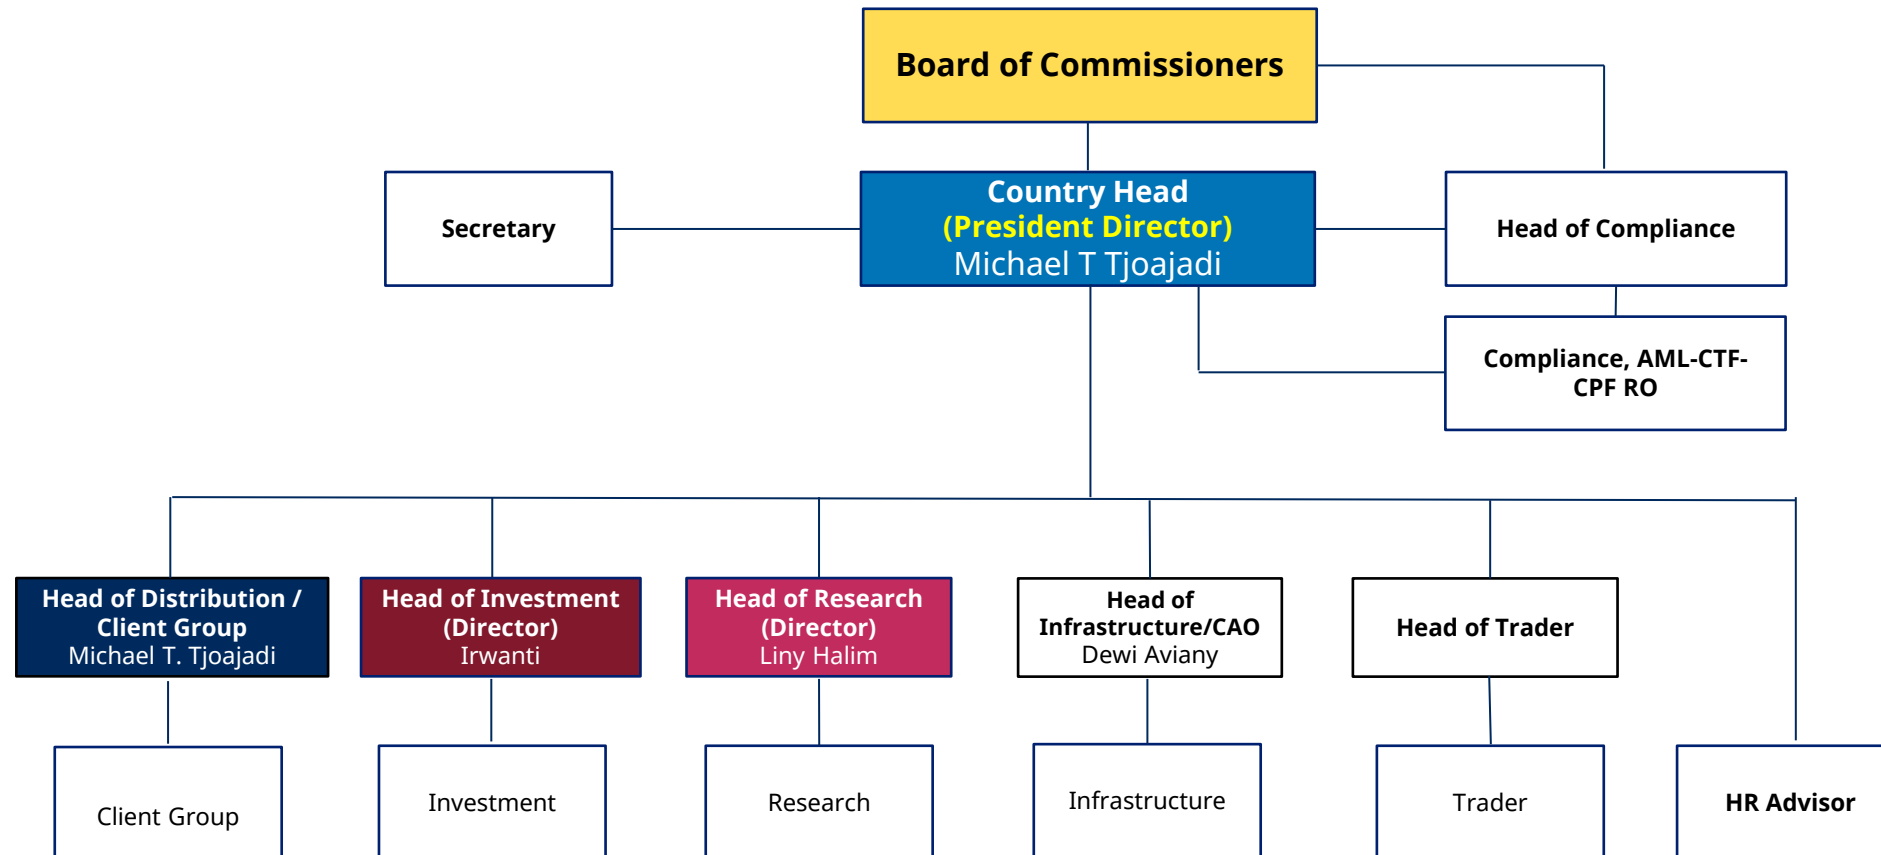 Board of Commissioners
Secretary
Country Head
(President Director)
Michael T Tjoajadi
Head of Compliance
Compliance, AML-CTF-
CPF RO
Head of Distribution /
Client Group
Michael T. Tjoajadi
Head of Investment
(Director)
Irwanti
Head of Research
(Director)
Liny Halim
Head of
Infrastructure/CAO
Dewi Aviany
Head of Trader
Client Group
Investment
Research
Infrastructure
Trader
HR Advisor